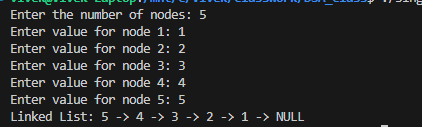 Enter the number of nodes: 5
Enter value for node 1: 1
Enter value for node 2: 2
Enter value for node 3: 3
Enter value for node 4: 4
Enter value for node 5: 5
Linked List: 5 -> 4 -> 3 -> 2 -> 1 -> NULL